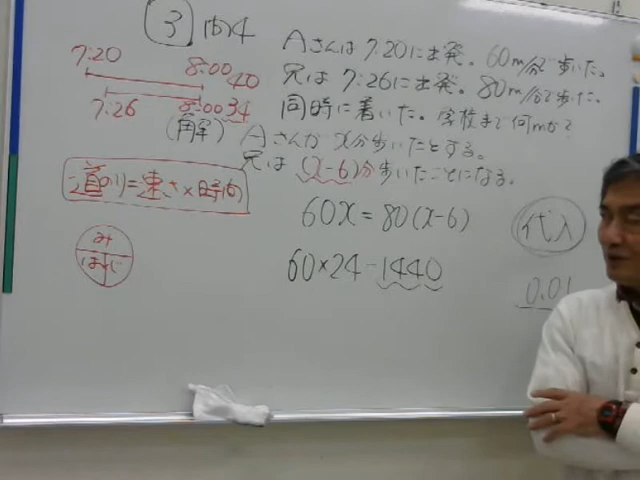 3 内4
7:20 8:00 40
7:26 8:00 34
Aさんは7:20に出発。60m/分で歩いた。
兄は7:26に出発。80m/分で歩いた。
同時に着いた。学校まで何mか?
(解) Aさんがx分歩いたとする。
兄は(x-6)分歩いたことになる。
道のり=速さ×時間
み
は じ
60x=80(x-6)
60×24=1440
代入
0.01